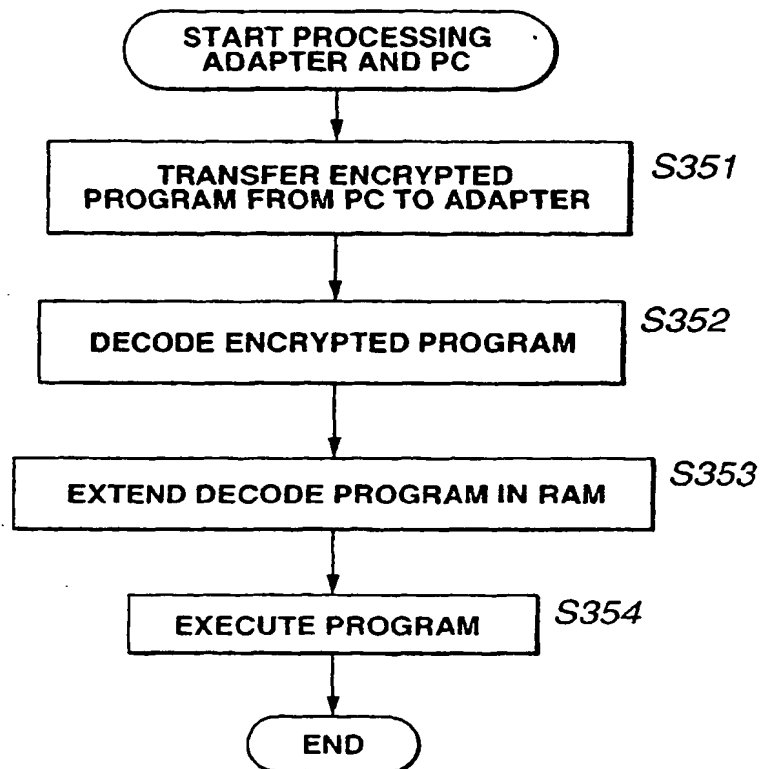 START PROCESSING
ADAPTER AND PC
TRANSFER ENCRYPTED
PROGRAM FROM PC TO ADAPTER
S351
DECODE ENCRYPTED PROGRAM
S352
EXTEND DECODE PROGRAM IN RAM
S353
EXECUTE PROGRAM
S354
END